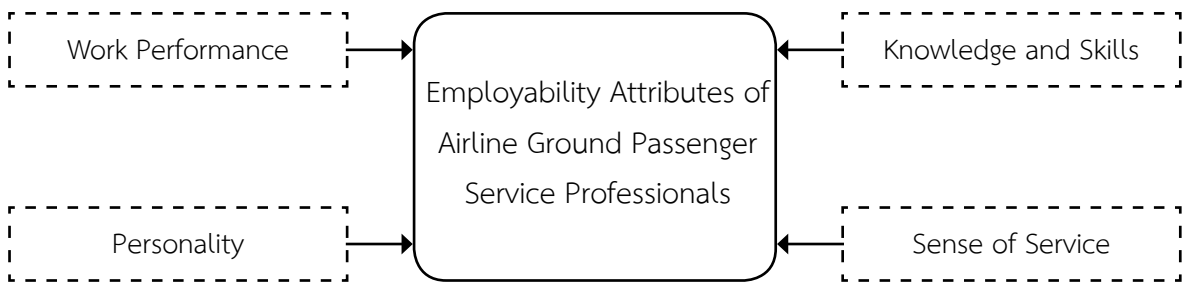 Work Performance
Knowledge and Skills
Employability Attributes of
Airline Ground Passenger
Service Professionals
Personality
Sense of Service